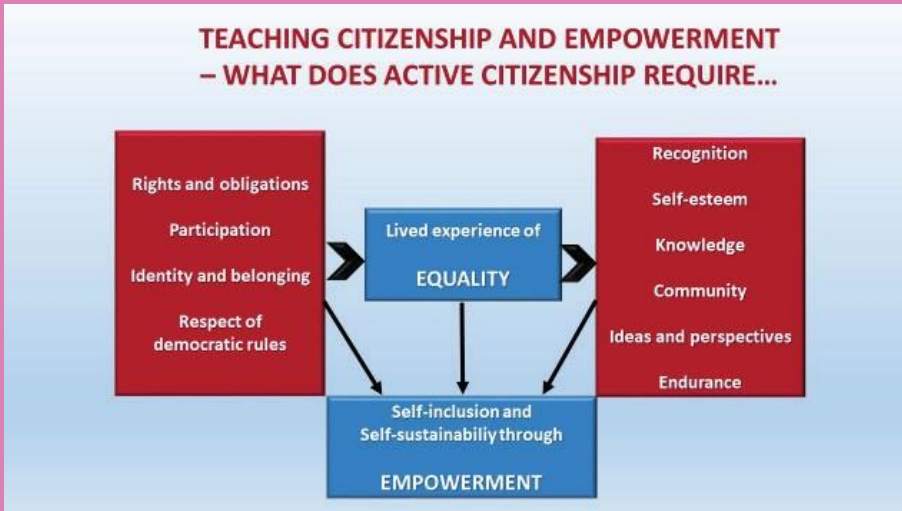 TEACHING CITIZENSHIP AND EMPOWERMENT
– WHAT DOES ACTIVE CITIZENSHIP REQUIRE...
Rights and obligations
Participation
Identity and belonging
Respect of
democratic rules
Lived experience of
EQUALITY
Recognition
Self-esteem
Knowledge
Community
Ideas and perspectives
Endurance
Self-inclusion and
Self-sustainabiliy through
EMPOWERMENT